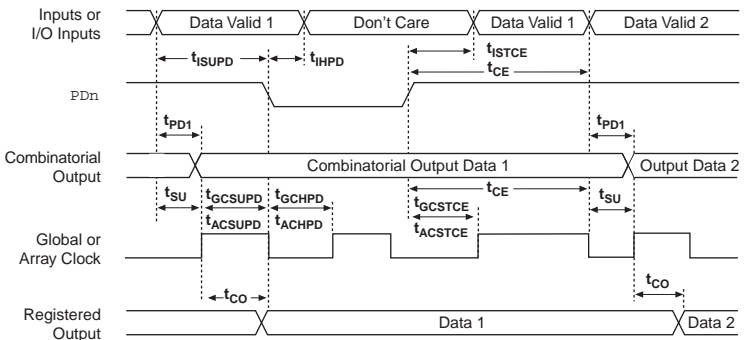 Inputs or
I/O Inputs
Data Valid 1
Don't Care
Data Valid 1
Data Valid 2
tISUPD
tIHPD
tISTCE
tCE
PDn
tPD1
tPD1
Combinatorial
Output
Combinatorial Output Data 1
Output Data 2
tSU
tGCSUPD
tGCHPD
tCE
tSU
tGCSTCE
tACSUPD
tACHPD
tACSTCE
Global or
Array Clock
tCO
tCO
Registered
Output
Data 1
Data 2